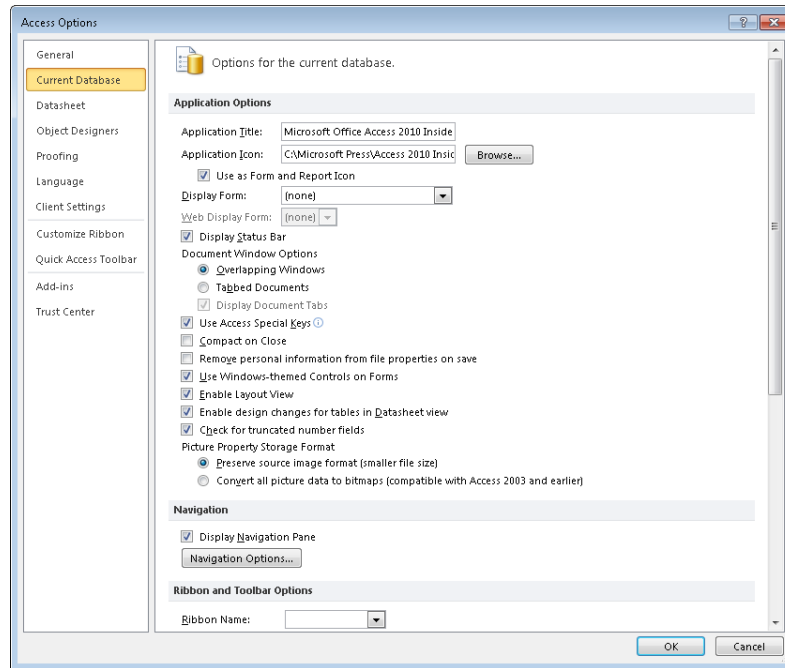 Access Options
General
Current Database
Datasheet
Object Designers
Proofing
Language
Client Settings
Customize Ribbon
Quick Access Toolbar
Add-ins
Trust Center
Options for the current database.
Application Options
Application Title: Microsoft Office Access 2010 Inside
Application Icon: C:\Microsoft Press\Access 2010 Insid Browse...
Use as Form and Report Icon
Display Form: (none)
Web Display Form: (none)
Display Status Bar
Document Window Options
Overlapping Windows
Tabbed Documents
Display Document Tabs
Use Access Special Keys
Compact on Close
Remove personal information from file properties on save
Use Windows-themed Controls on Forms
Enable Layout View
Enable design changes for tables in Datasheet view
Check for truncated number fields
Picture Property Storage Format
Preserve source image format (smaller file size)
Convert all picture data to bitmaps (compatible with Access 2003 and earlier)
Navigation
Display Navigation Pane
Navigation Options...
Ribbon and Toolbar Options
Ribbon Name:
OK Cancel